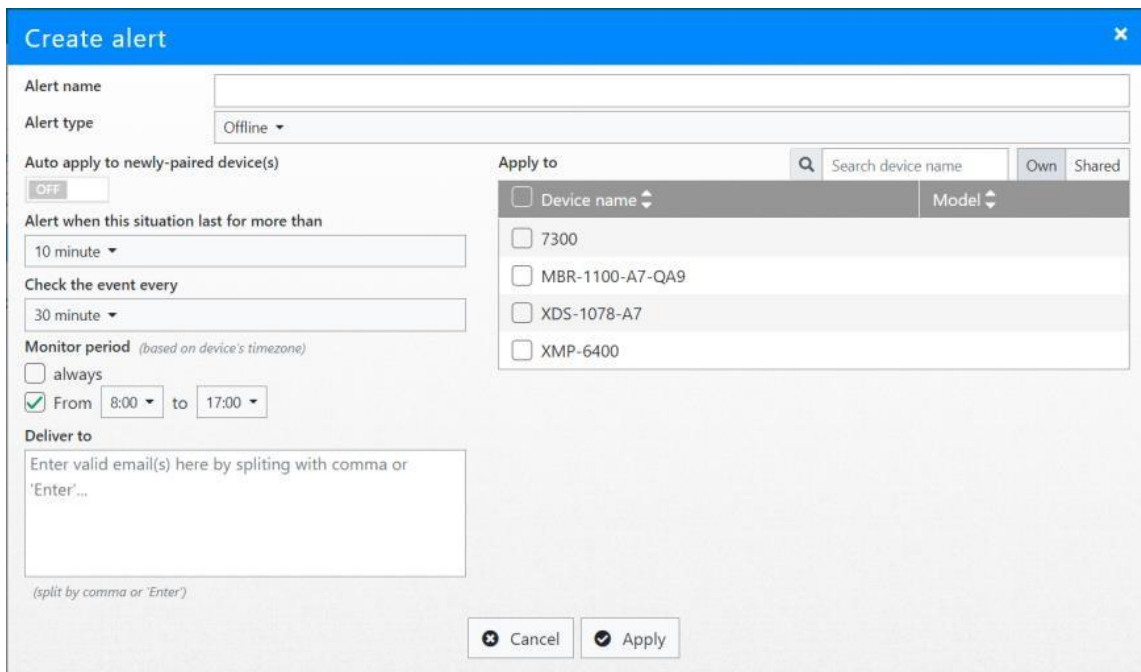 Create alert
Alert name
Alert type
Offline
Auto apply to newly-paired device(s)
OFF
Alert when this situation last for more than
10 minute
Check the event every
30 minute
Monitor period (based on device's timezone)
always
From 8:00 to 17:00
Deliver to
Enter valid email(s) here by spliting with comma or
'Enter'...
(split by comma or 'Enter')
Apply to
Search device name
Own
Shared
Device name
Model
7300
MBR-1100-A7-QA9
XDS-1078-A7
XMP-6400
Cancel
Apply